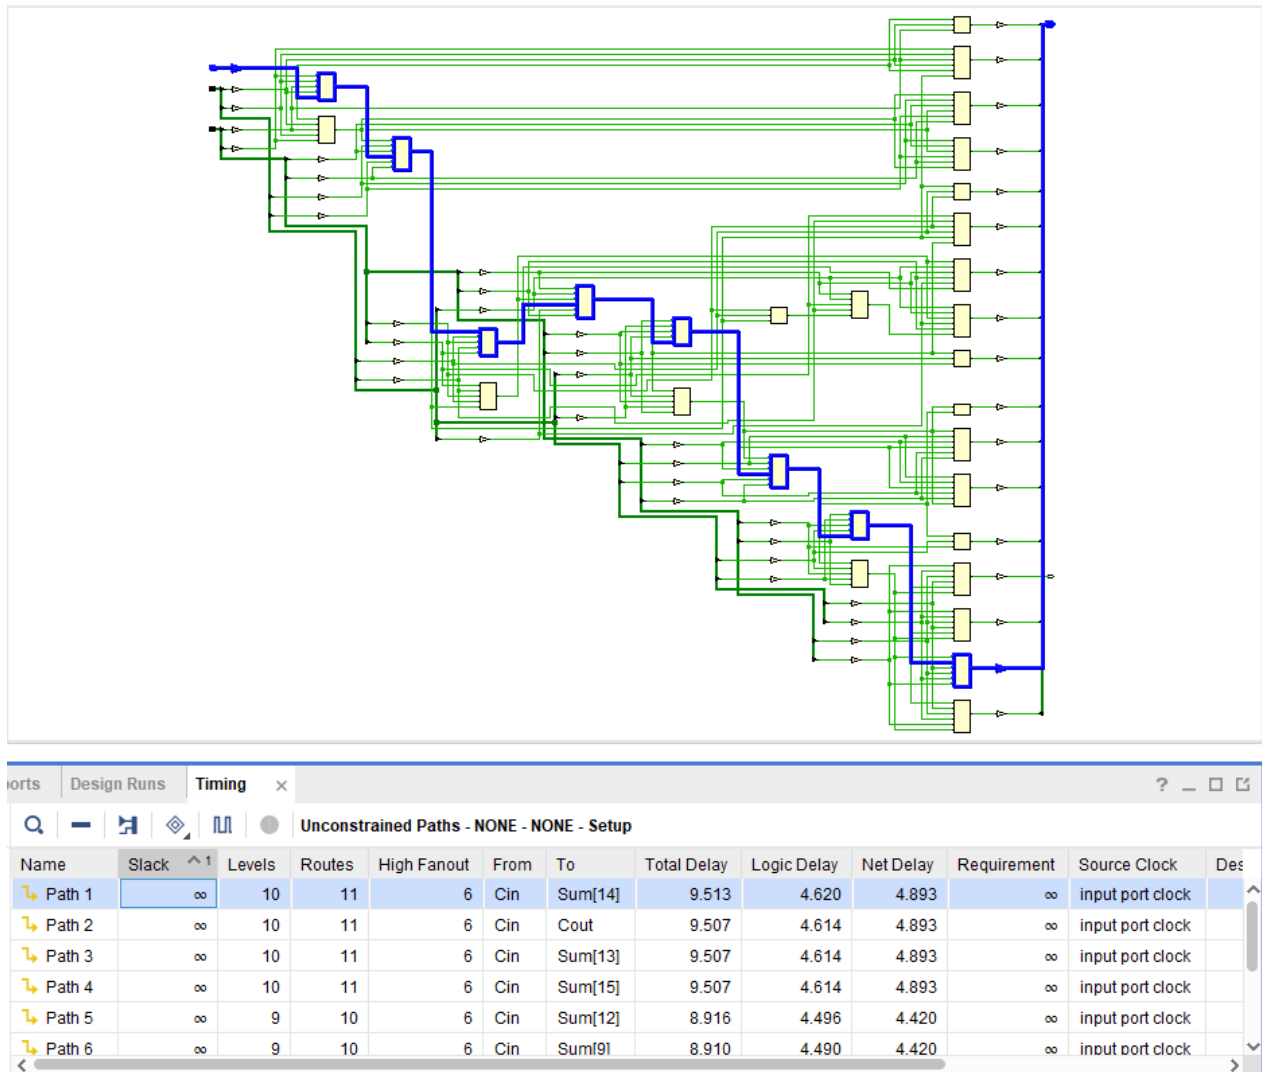 orts Design Runs Timing × ?
Unconstrained Paths - NONE - NONE - Setup
Name Slack 1 Levels Routes High Fanout From To Total Delay Logic Delay Net Delay Requirement Source Clock Des
Path 1 ∞ 10 11 6 Cin Sum[14] 9.513 4.620 4.893 ∞ input port clock
Path 2 ∞ 10 11 6 Cin Cout 9.507 4.614 4.893 ∞ input port clock
Path 3 ∞ 10 11 6 Cin Sum[13] 9.507 4.614 4.893 ∞ input port clock
Path 4 ∞ 10 11 6 Cin Sum[15] 9.507 4.614 4.893 ∞ input port clock
Path 5 ∞ 9 10 6 Cin Sum[12] 8.916 4.496 4.420 ∞ input port clock
Path 6 ∞ 9 10 6 Cin Sum[9] 8.910 4.490 4.420 ∞ input port clock